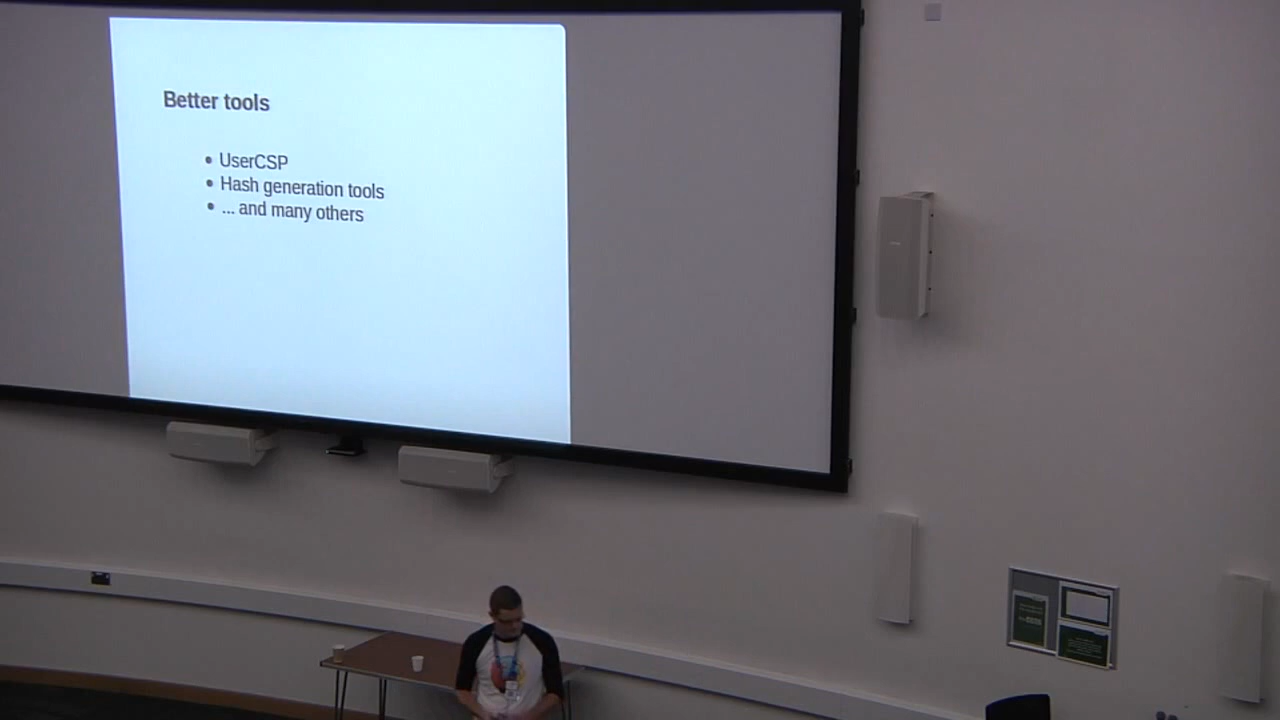 Better tools
• UserCSP
• Hash generation tools
• ... and many others